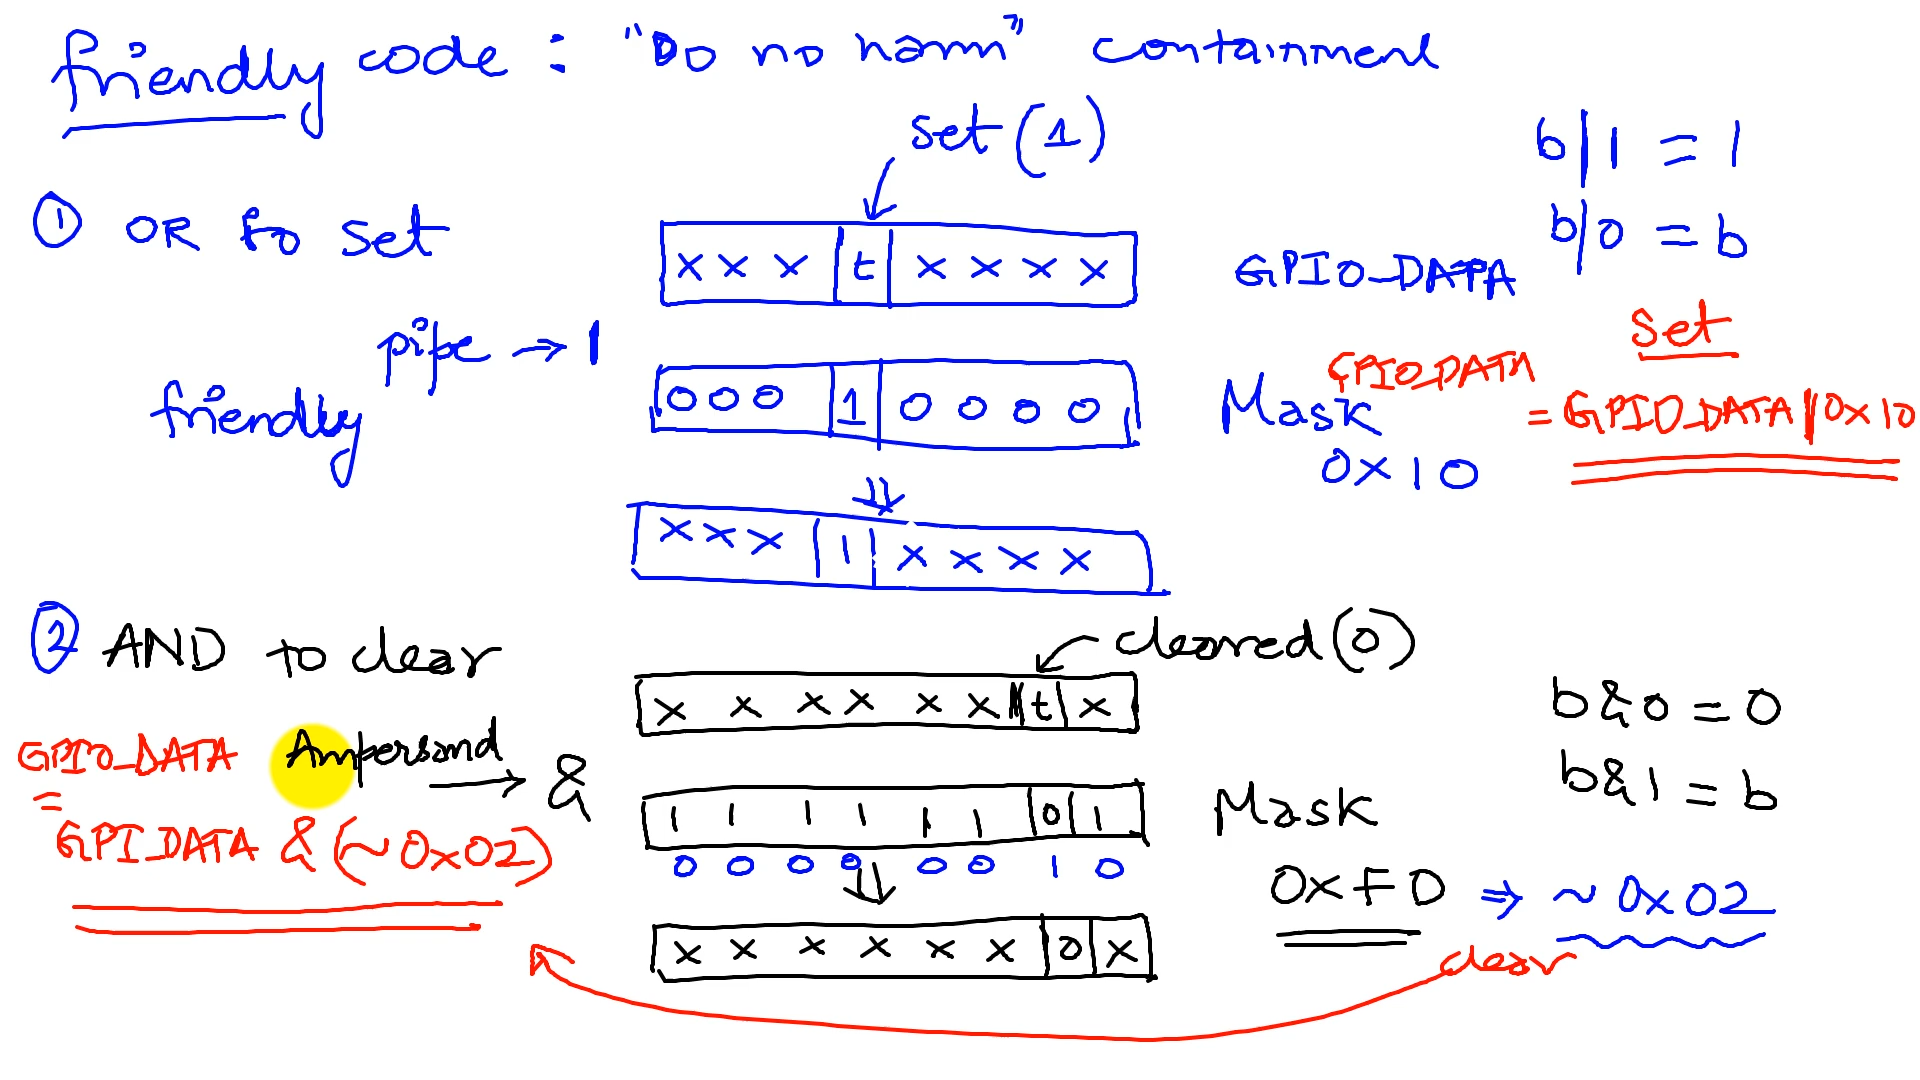 friendly code : "Do no harm" containment
set (1)
b|1 = 1
b|0 = b
① OR to set
x x x t x x x x
GPIO_DATA
pipe → |
friendly
0 0 0 1 0 0 0 0
Mask
0x10
set
GPIO_DATA
= GPIO_DATA | 0x10
x x x 1 x x x x
② AND to clear
cleared (0)
x x x x x x t x
b&0 = 0
b&1 = b
GPIO_DATA
=
GPI_DATA & (~0x02)
Ampersand → &
1 1 1 1 1 1 0 1
Mask
0 0 0 0 0 0 1 0
0xFD ⇒ ~0x02
clear
x x x x x x 0 x